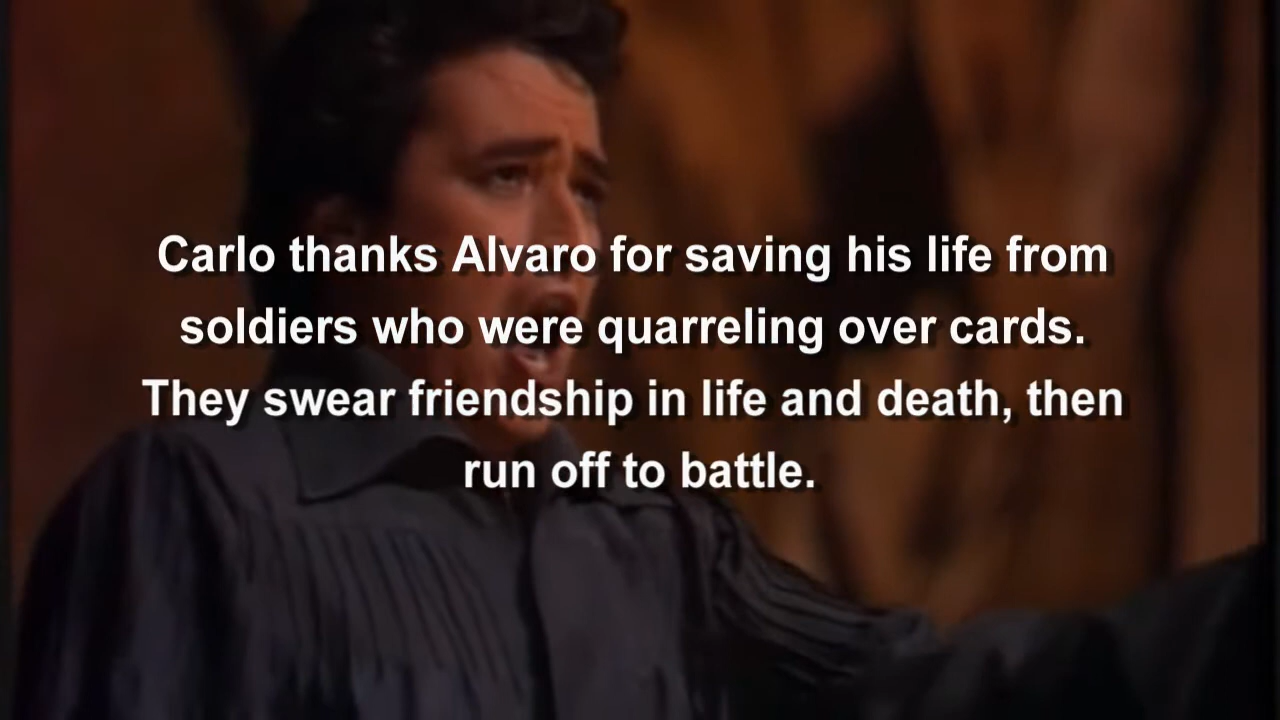 Carlo thanks Alvaro for saving his life from
soldiers who were quarreling over cards.
They swear friendship in life and death, then
run off to battle.